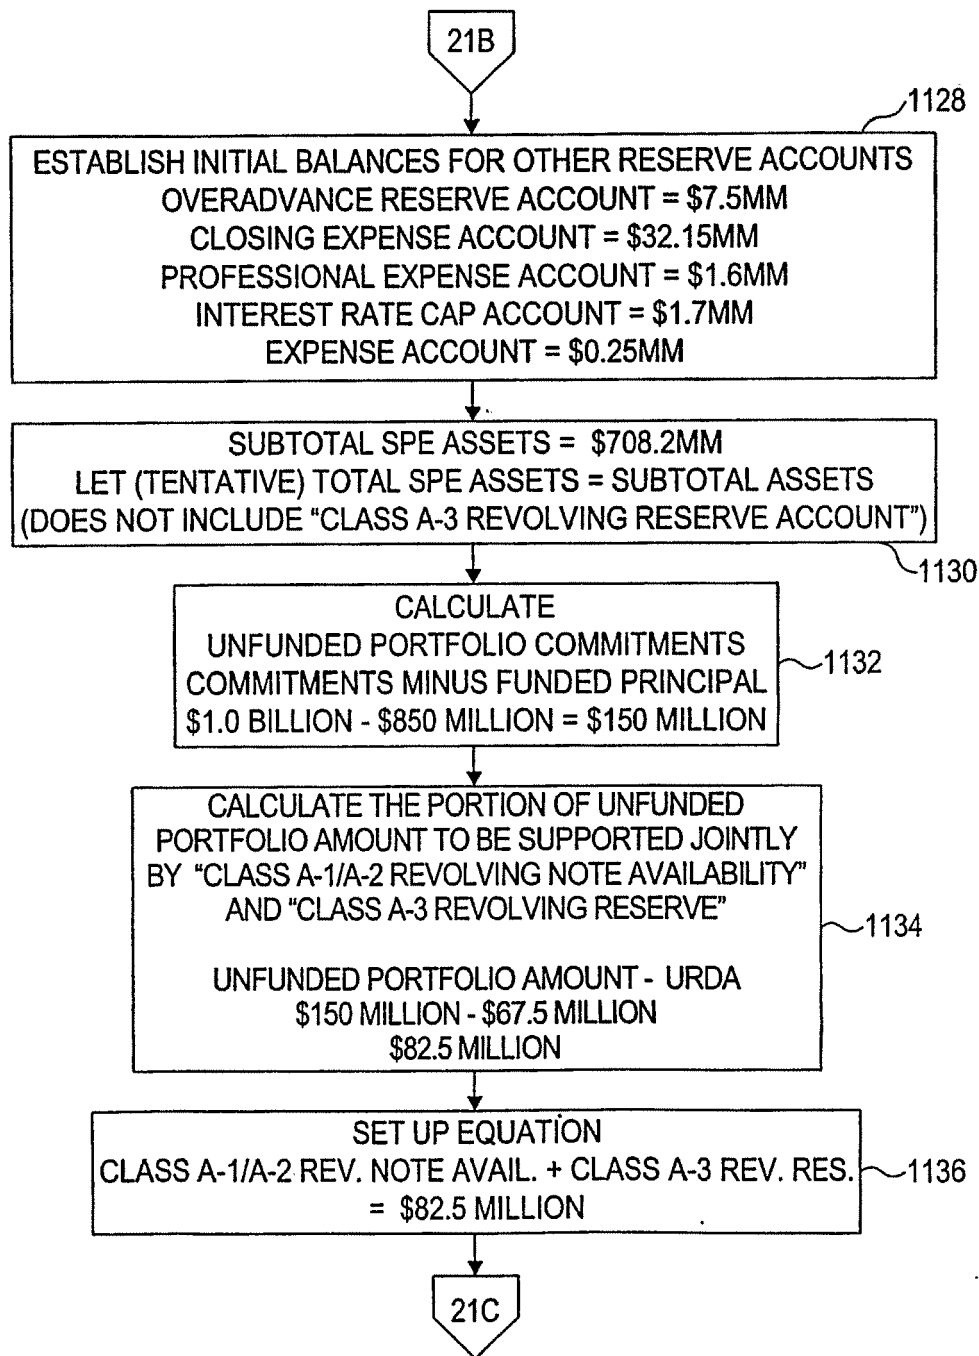 21B
1128
ESTABLISH INITIAL BALANCES FOR OTHER RESERVE ACCOUNTS
OVERADVANCE RESERVE ACCOUNT = $7.5MM
CLOSING EXPENSE ACCOUNT = $32.15MM
PROFESSIONAL EXPENSE ACCOUNT = $1.6MM
INTEREST RATE CAP ACCOUNT = $1.7MM
EXPENSE ACCOUNT = $0.25MM
SUBTOTAL SPE ASSETS = $708.2MM
LET (TENTATIVE) TOTAL SPE ASSETS = SUBTOTAL ASSETS
(DOES NOT INCLUDE “CLASS A-3 REVOLVING RESERVE ACCOUNT”)
1130
CALCULATE
UNFUNDED PORTFOLIO COMMITMENTS
COMMITMENTS MINUS FUNDED PRINCIPAL
$1.0 BILLION - $850 MILLION = $150 MILLION
1132
CALCULATE THE PORTION OF UNFUNDED
PORTFOLIO AMOUNT TO BE SUPPORTED JOINTLY
BY “CLASS A-1/A-2 REVOLVING NOTE AVAILABILITY”
AND “CLASS A-3 REVOLVING RESERVE”
UNFUNDED PORTFOLIO AMOUNT - URDA
$150 MILLION - $67.5 MILLION
$82.5 MILLION
1134
SET UP EQUATION
CLASS A-1/A-2 REV. NOTE AVAIL. + CLASS A-3 REV. RES.
= $82.5 MILLION
1136
21C